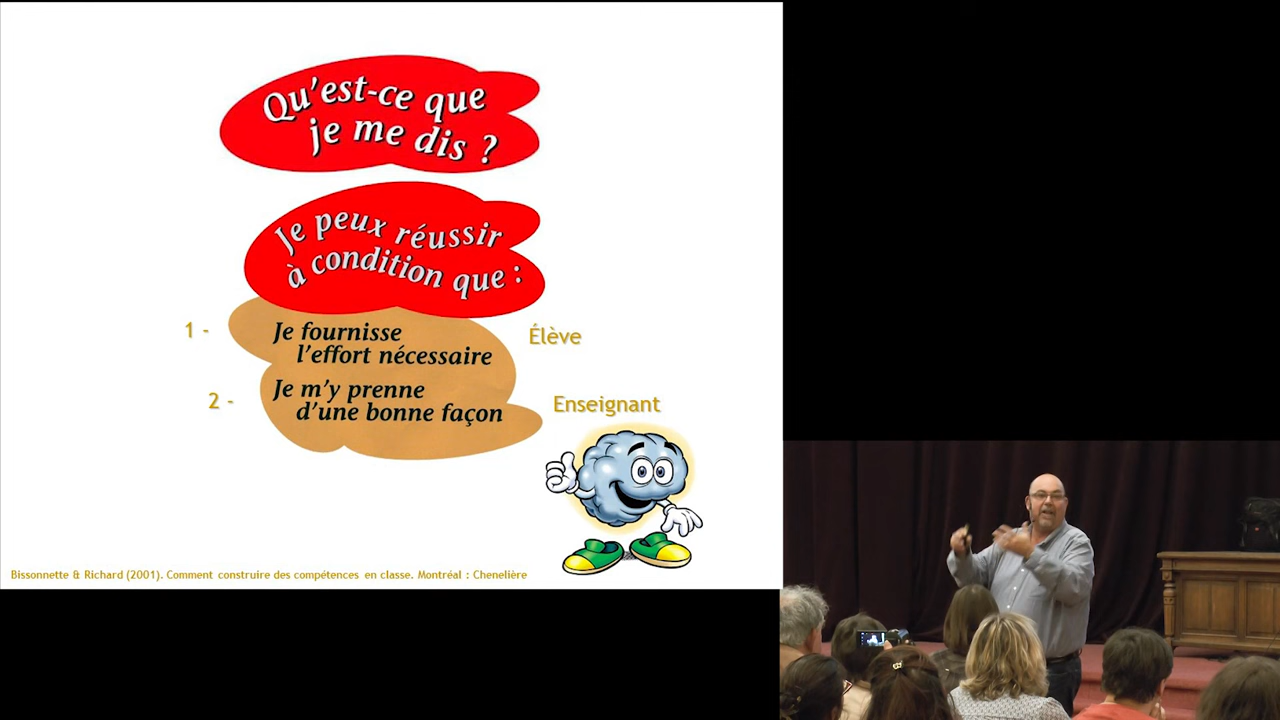 Qu'est-ce que
je me dis ?
Je peux réussir
à condition que :
1 -
Je fournisse
l'effort nécessaire
Élève
2 -
Je m'y prenne
d'une bonne façon
Enseignant
Bissonnette & Richard (2001). Comment construire des compétences en classe. Montréal : Chenelière